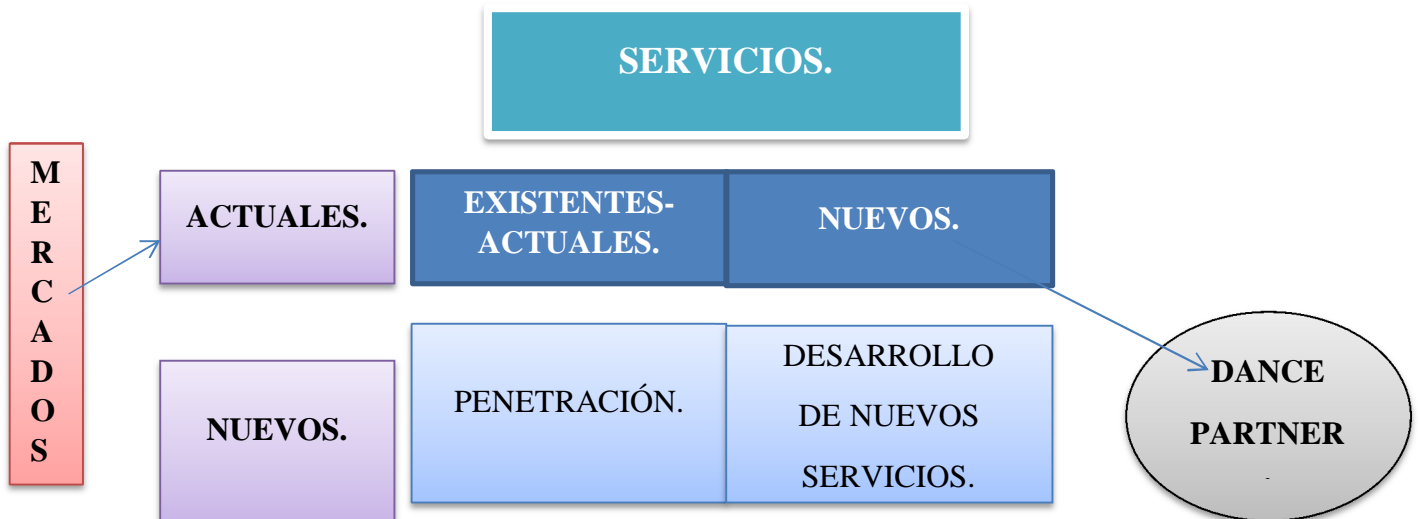 SERVICIOS.
M
E
R
C
A
D
O
S
ACTUALES.
EXISTENTES-
ACTUALES.
NUEVOS.
NUEVOS.
PENETRACIÓN.
DESARROLLO
DE NUEVOS
SERVICIOS.
DANCE
PARTNER
.